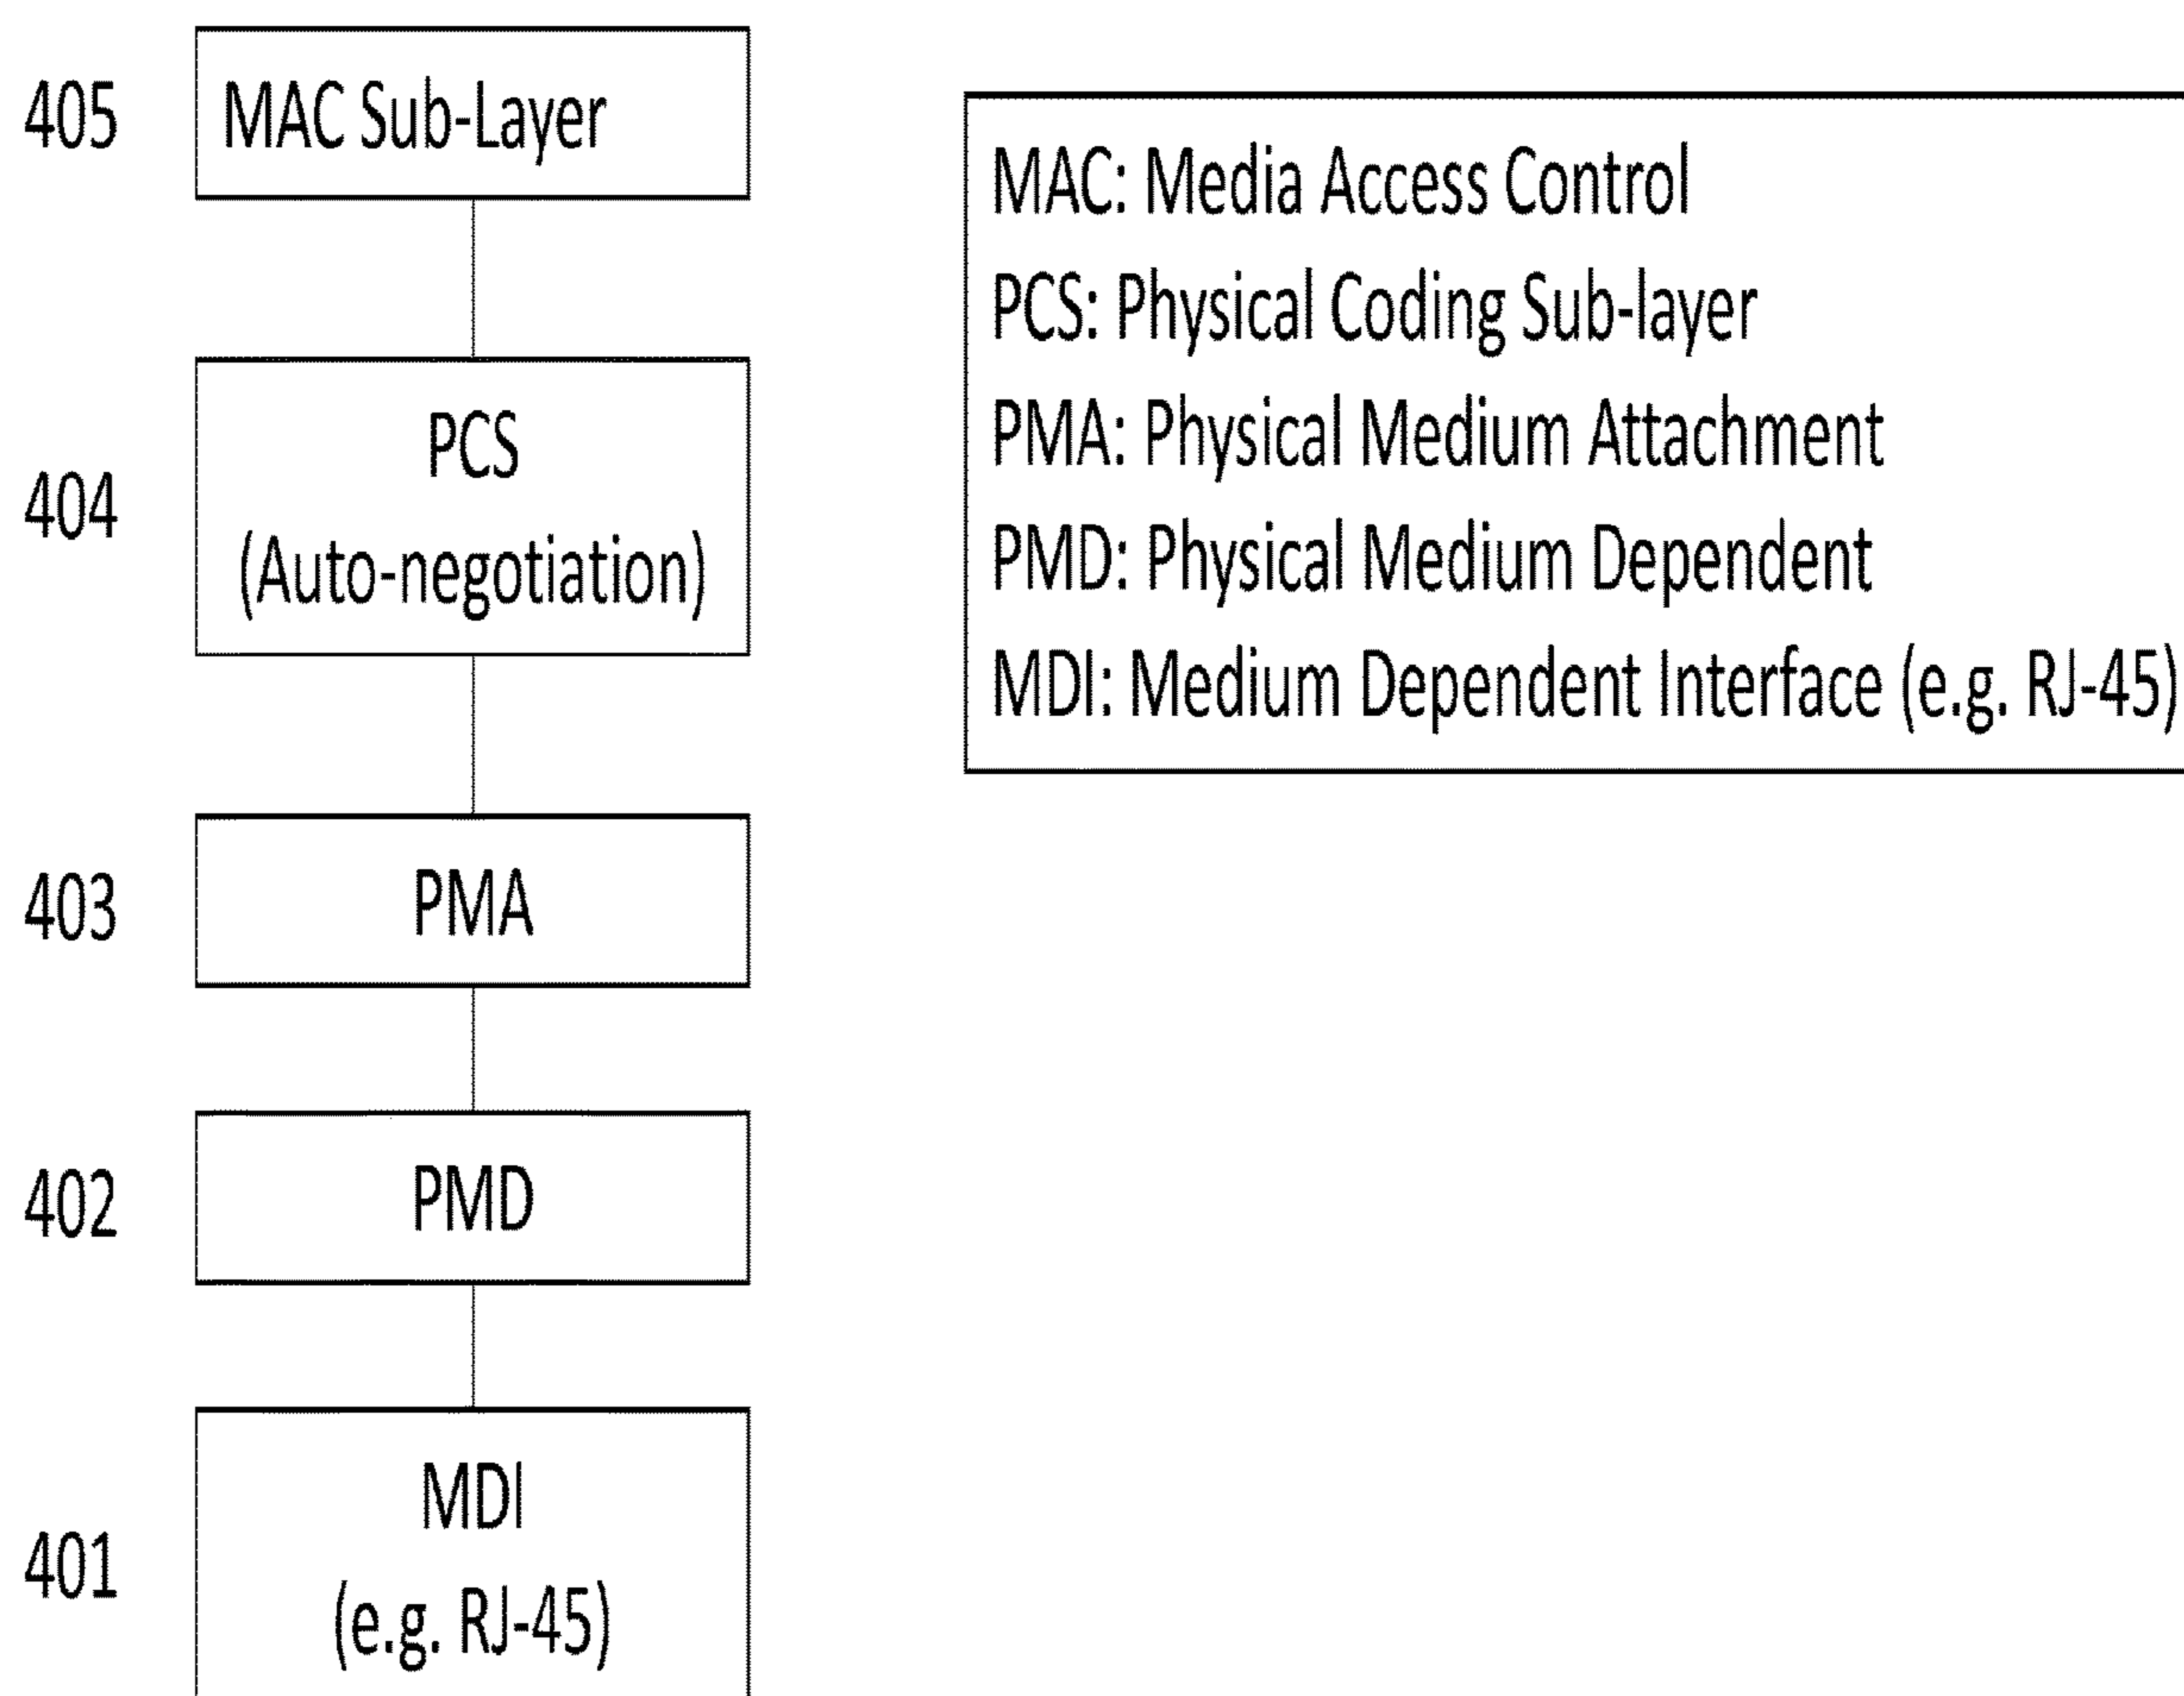 405
MAC Sub-Layer
404
PCS
(Auto-negotiation)
403
PMA
402
PMD
401
MDI
(e.g. RJ-45)
MAC: Media Access Control
PCS: Physical Coding Sub-layer
PMA: Physical Medium Attachment
PMD: Physical Medium Dependent
MDI: Medium Dependent Interface (e.g. RJ-45)